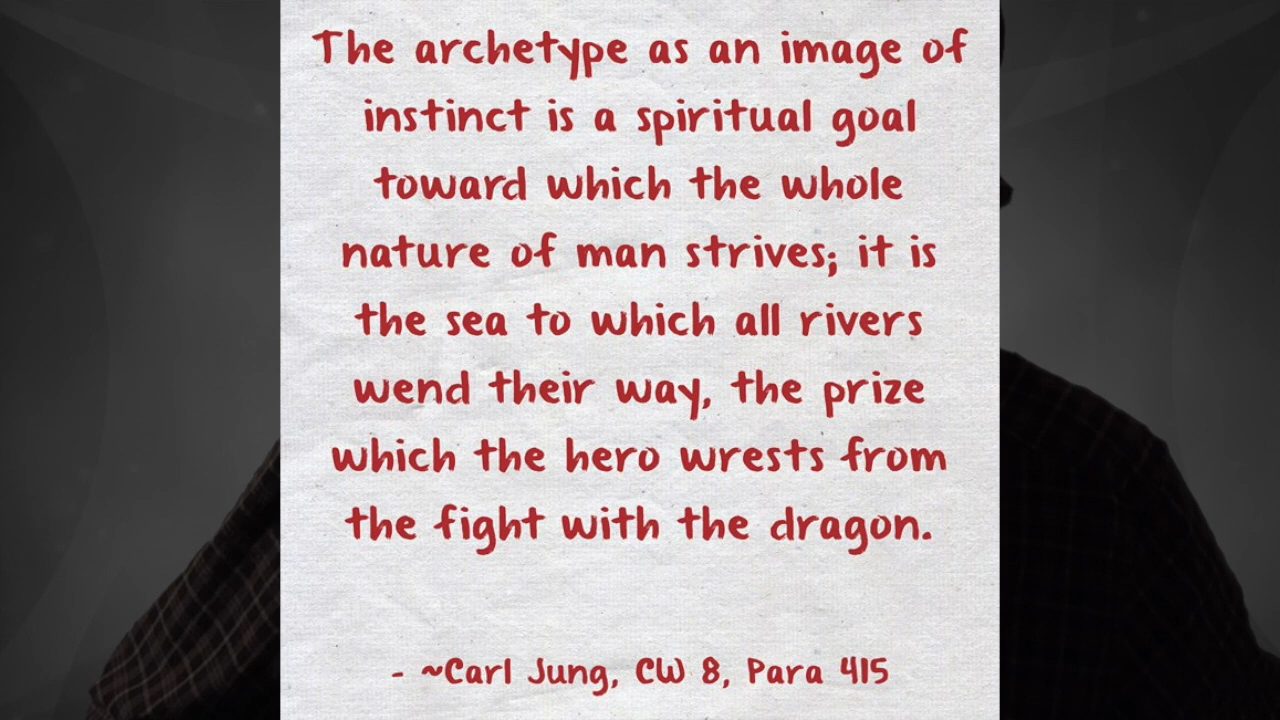 The archetype as an image of
instinct is a spiritual goal
toward which the whole
nature of man strives; it is
the sea to which all rivers
wend their way, the prize
which the hero wrests from
the fight with the dragon.
- ~Carl Jung, CW 8, Para 415